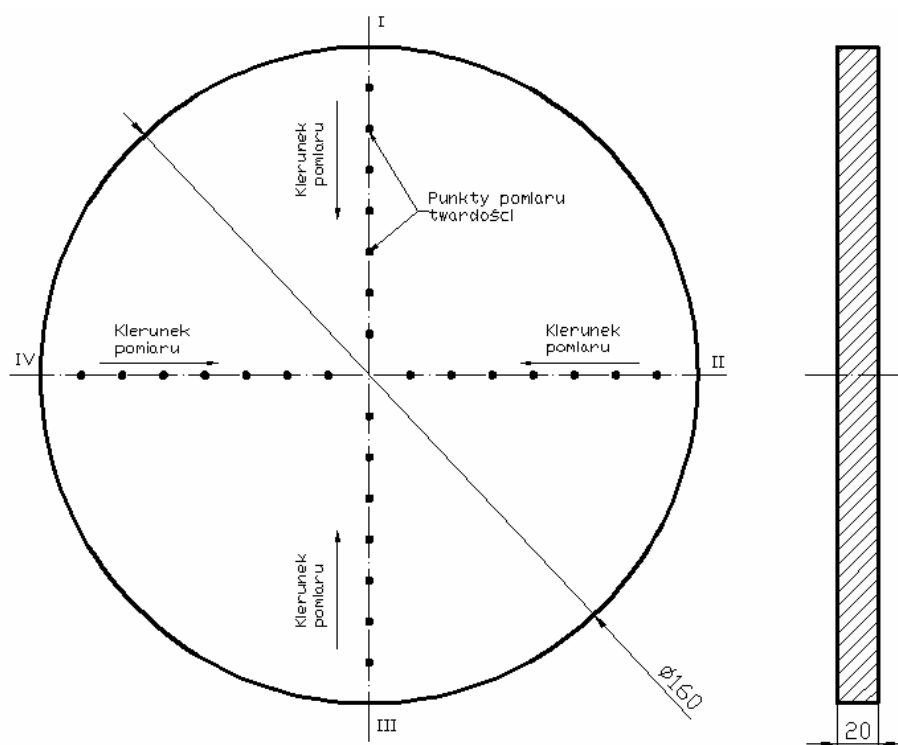 I
Kierunek
pomiaru
Punkty pomiaru
twardości
Kierunek
pomiaru
Kierunek
pomiaru
IV
II
Kierunek
pomiaru
ø160
III
20